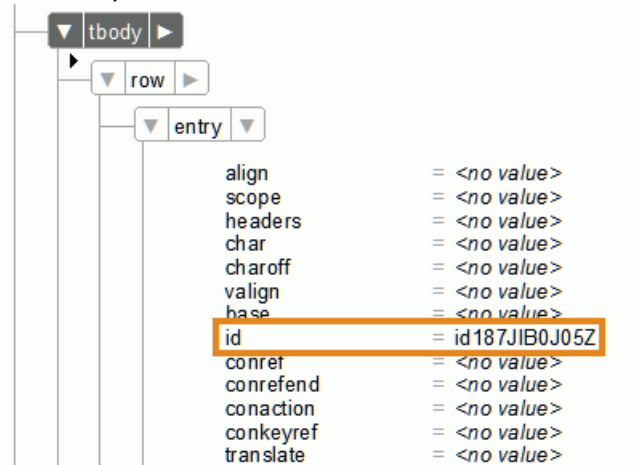 tbody
row
entry
align = <no value>
scope = <no value>
headers = <no value>
char = <no value>
charoff = <no value>
valign = <no value>
base = <no value>
id = id187JIB0J05Z
conref = <no value>
conrefend = <no value>
conaction = <no value>
conkeyref = <no value>
translate = <no value>